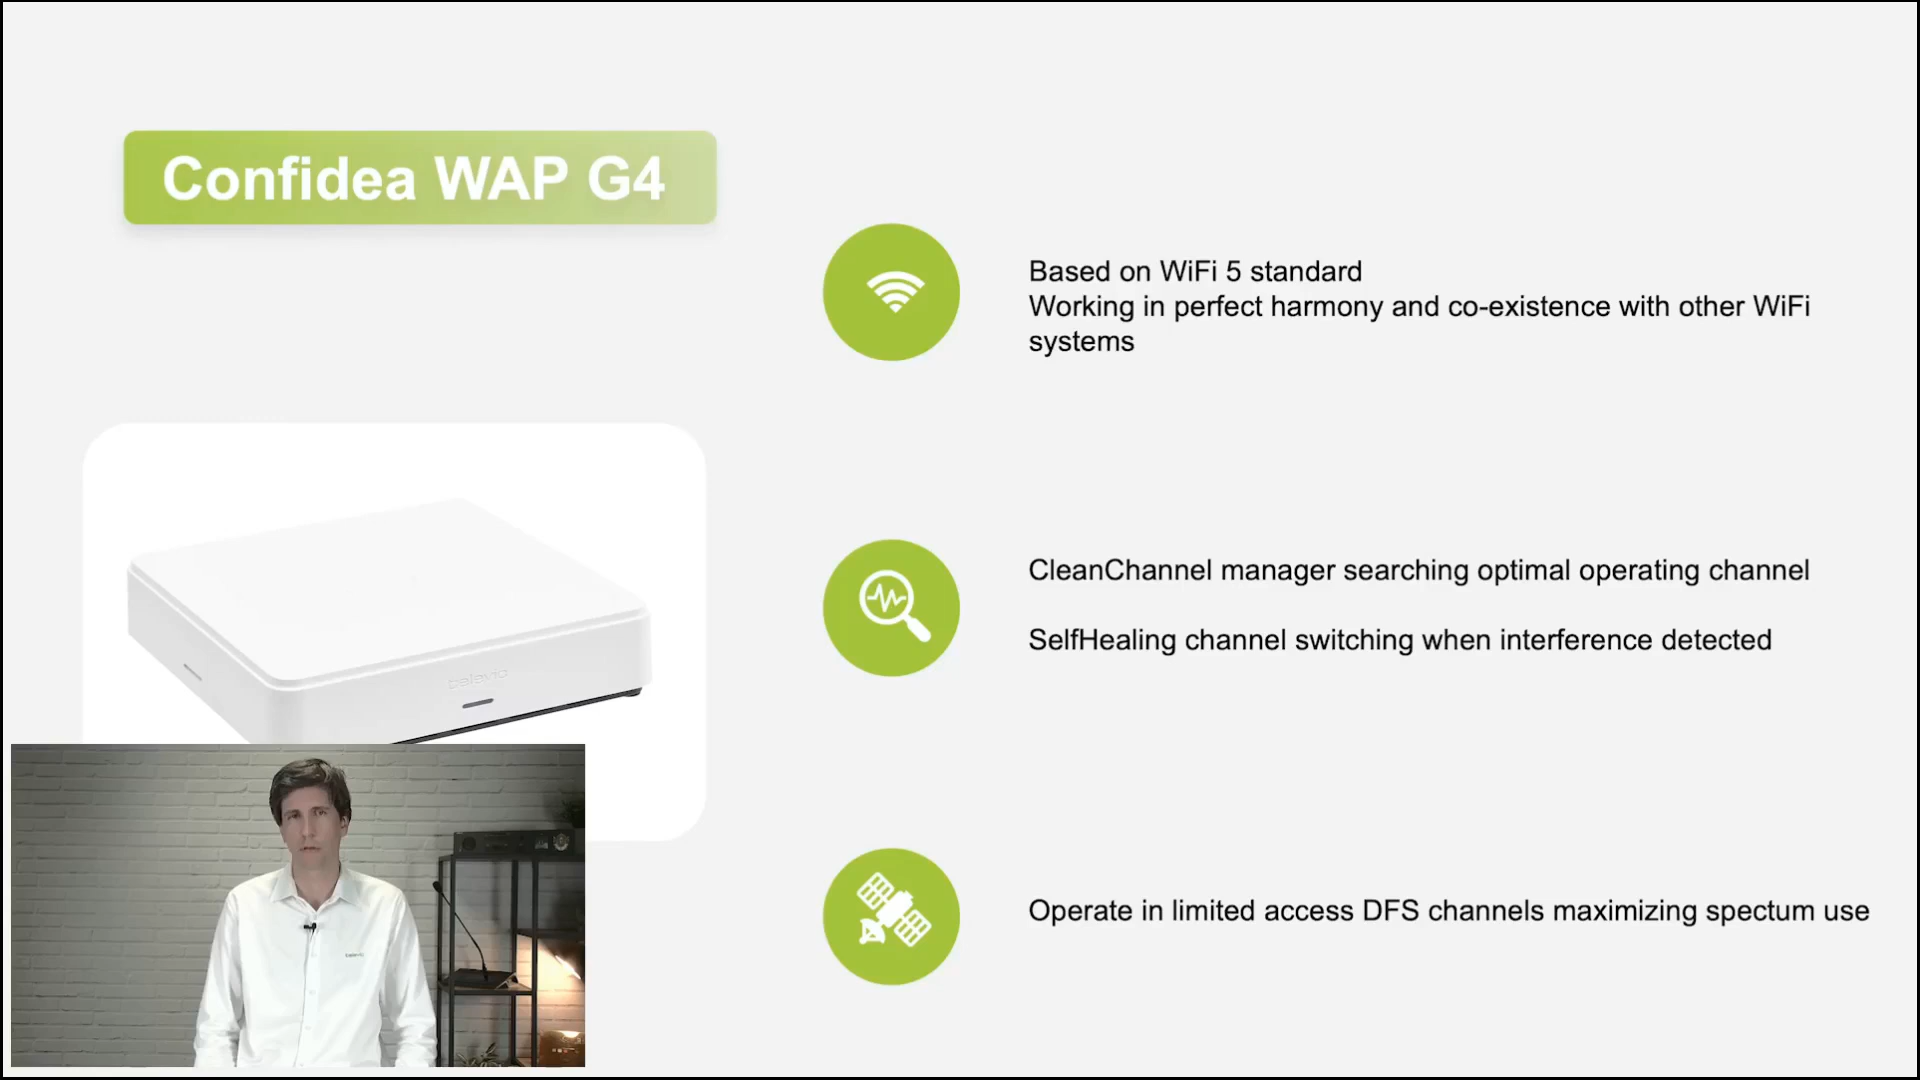 Confidea WAP G4
Based on WiFi 5 standard
Working in perfect harmony and co-existence with other WiFi
systems
CleanChannel manager searching optimal operating channel
SelfHealing channel switching when interference detected
Operate in limited access DFS channels maximizing spectum use
televic